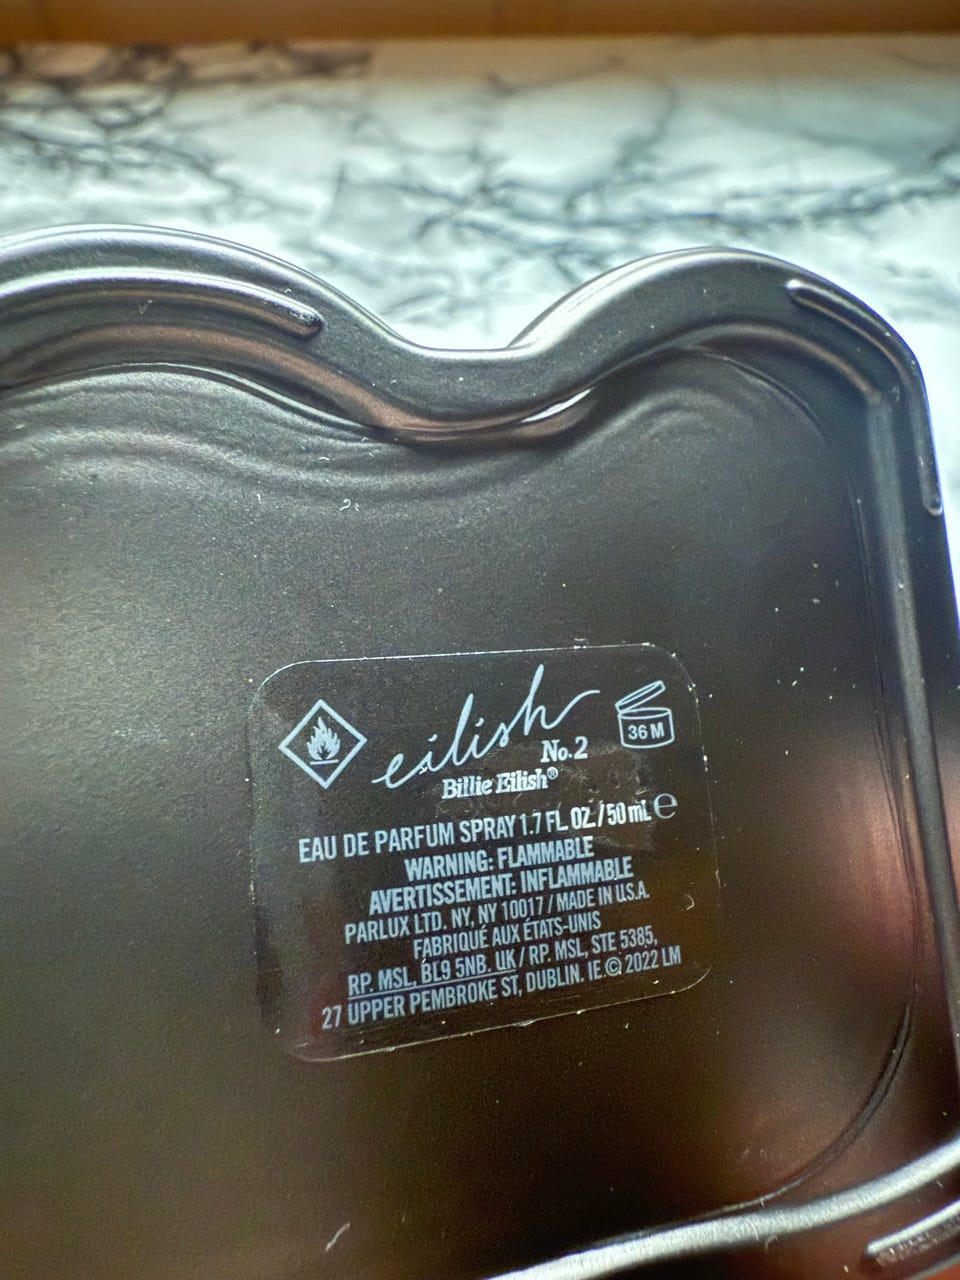 eilish
36 M
No.2
Billie Eilish®
EAU DE PARFUM SPRAY 1.7 FL. OZ. / 50 mL ℮
WARNING: FLAMMABLE
AVERTISSEMENT: INFLAMMABLE
PARLUX LTD. NY, NY 10017 / MADE IN U.S.A.
FABRIQUÉ AUX ÉTATS-UNIS
RP. MSL, BL9 5NB. UK / RP. MSL, STE 5385,
27 UPPER PEMBROKE ST, DUBLIN. IE © 2022 LM